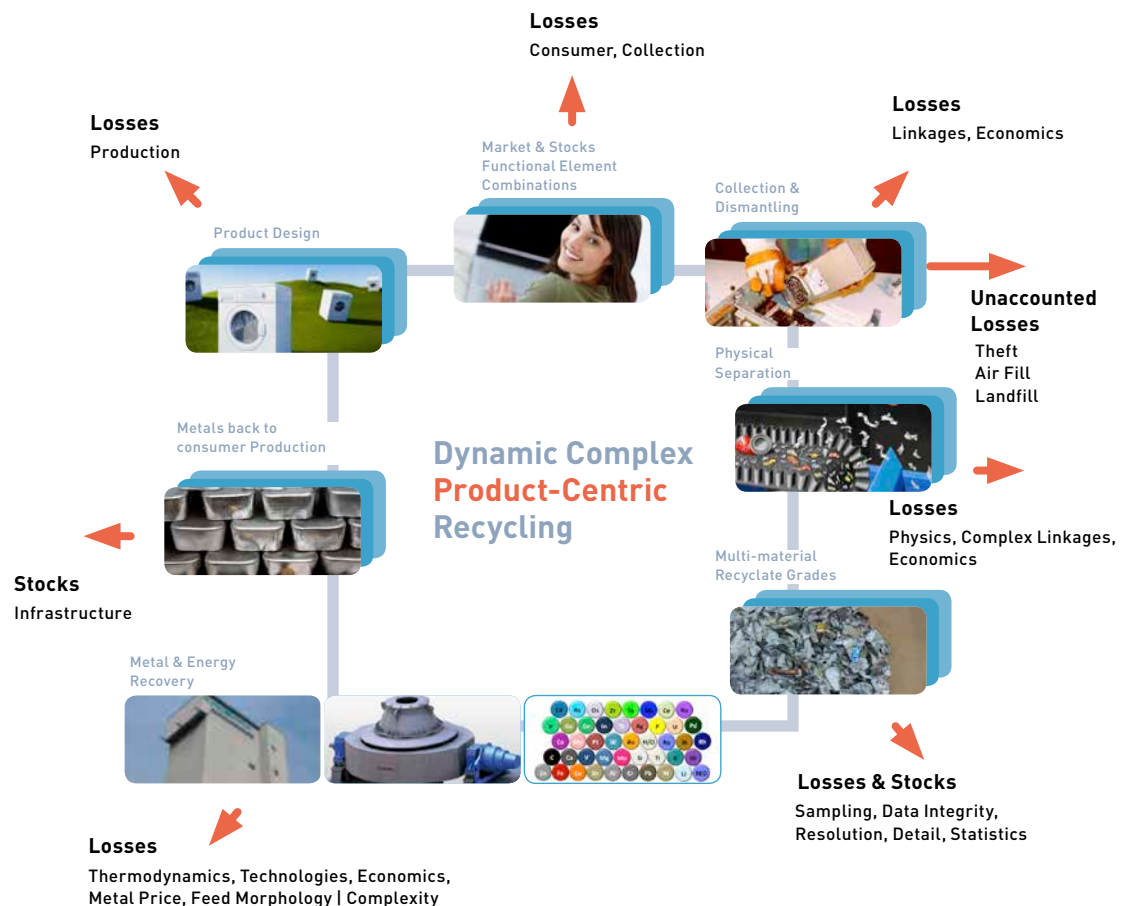 Losses
Consumer, Collection
Losses
Linkages, Economics
Losses
Production
Market & Stocks
Functional Element
Combinations
Collection &
Dismantling
Product Design
Unaccounted
Losses
Theft
Air Fill
Landfill
Physical
Separation
Metals back to
consumer Production
Dynamic Complex
Product-Centric
Recycling
Losses
Physics, Complex Linkages,
Economics
Multi-material
Recyclate Grades
Stocks
Infrastructure
Metal & Energy
Recovery
Losses & Stocks
Sampling, Data Integrity,
Resolution, Detail, Statistics
Losses
Thermodynamics, Technologies, Economics,
Metal Price, Feed Morphology | Complexity